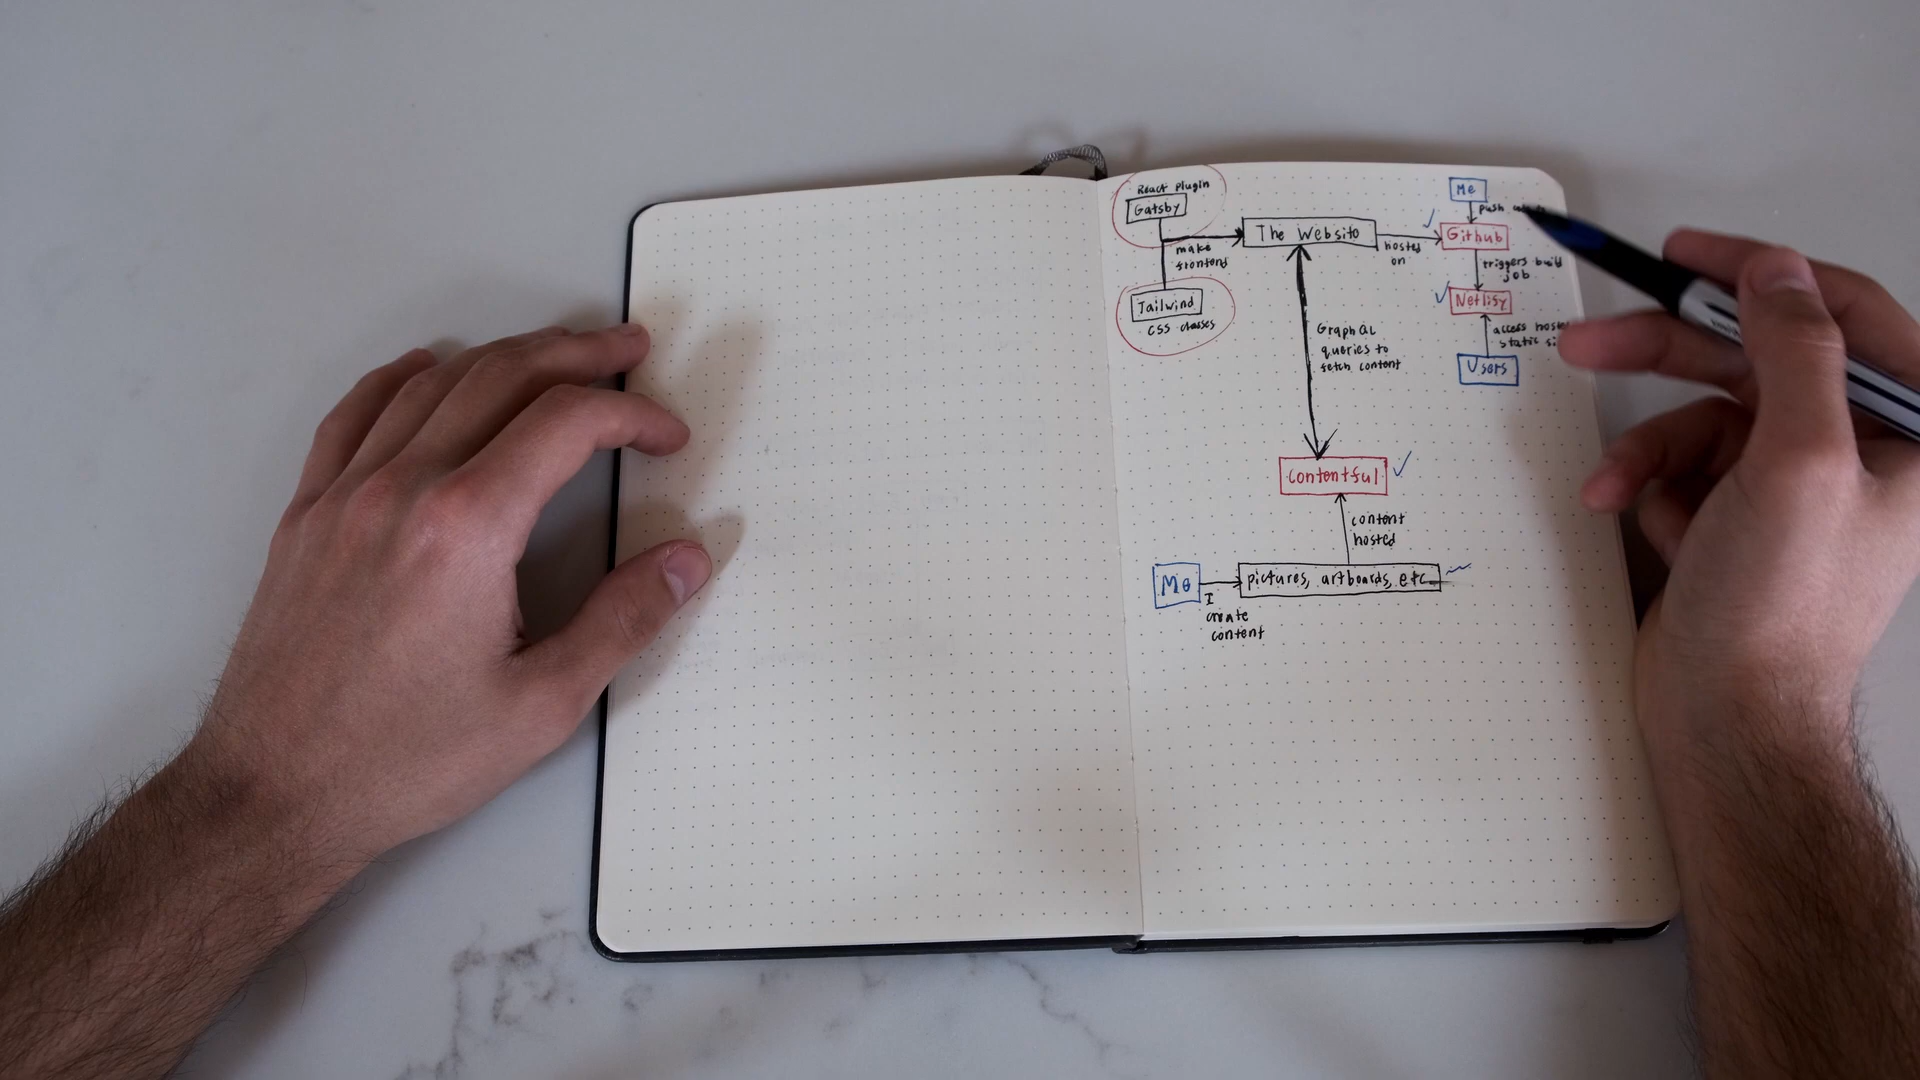 React plugin
Gatsby
make
frontend
Tailwind
CSS classes
The Website
hosted
on
Me
push
Github
triggers build
job
Netlify
access
static
Users
GraphQL
queries to
fetch content
Contentful
content
hosted
Me
I
create
content
pictures, artboards, etc.